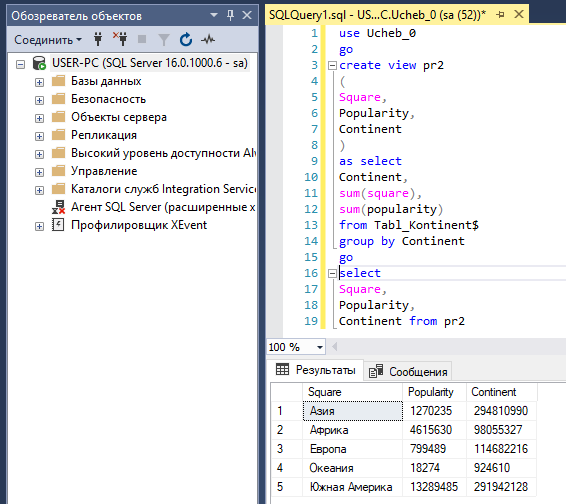 Обозреватель объектов
Соединить
USER-PC (SQL Server 16.0.1000.6 - sa)
Базы данных
Безопасность
Объекты сервера
Репликация
Высокий уровень доступности Alv
Управление
Каталоги служб Integration Service
Агент SQL Server (расширенные х
Профилировщик XEvent
SQLQuery1.sql - US...C.Ucheb_0 (sa (52))*
1 use Ucheb_0
2 go
3 create view pr2
4 (
5 Square,
6 Popularity,
7 Continent
8 )
9 as select
10 Continent,
11 sum(square),
12 sum(popularity)
13 from Tabl_Kontinent$
14 group by Continent
15 go
16 select
17 Square,
18 Popularity,
19 Continent from pr2
100 %
Результаты Сообщения
Square Popularity Continent
1 Азия 1270235 294810990
2 Африка 4615630 98055327
3 Европа 799489 114682216
4 Океания 18274 924610
5 Южная Америка 13289485 291942128